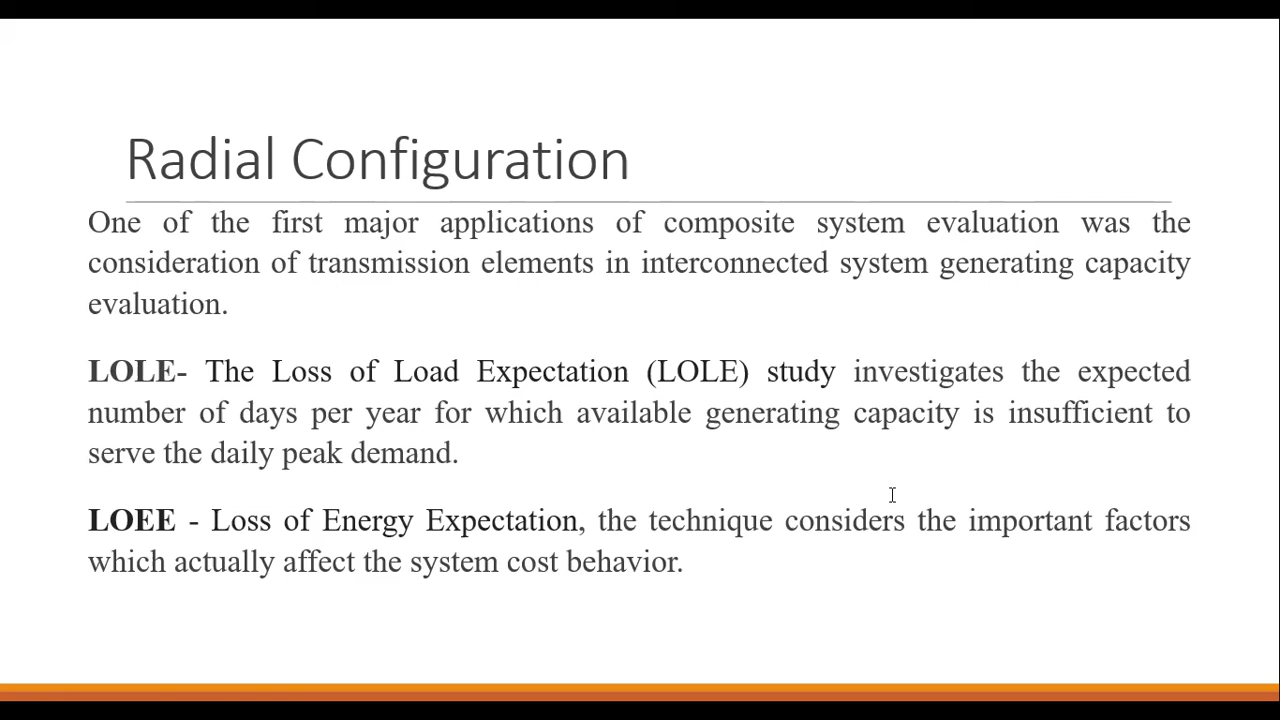 Radial Configuration
One of the first major applications of composite system evaluation was the
consideration of transmission elements in interconnected system generating capacity
evaluation.
LOLE- The Loss of Load Expectation (LOLE) study investigates the expected
number of days per year for which available generating capacity is insufficient to
serve the daily peak demand.
LOEE - Loss of Energy Expectation, the technique considers the important factors
which actually affect the system cost behavior.